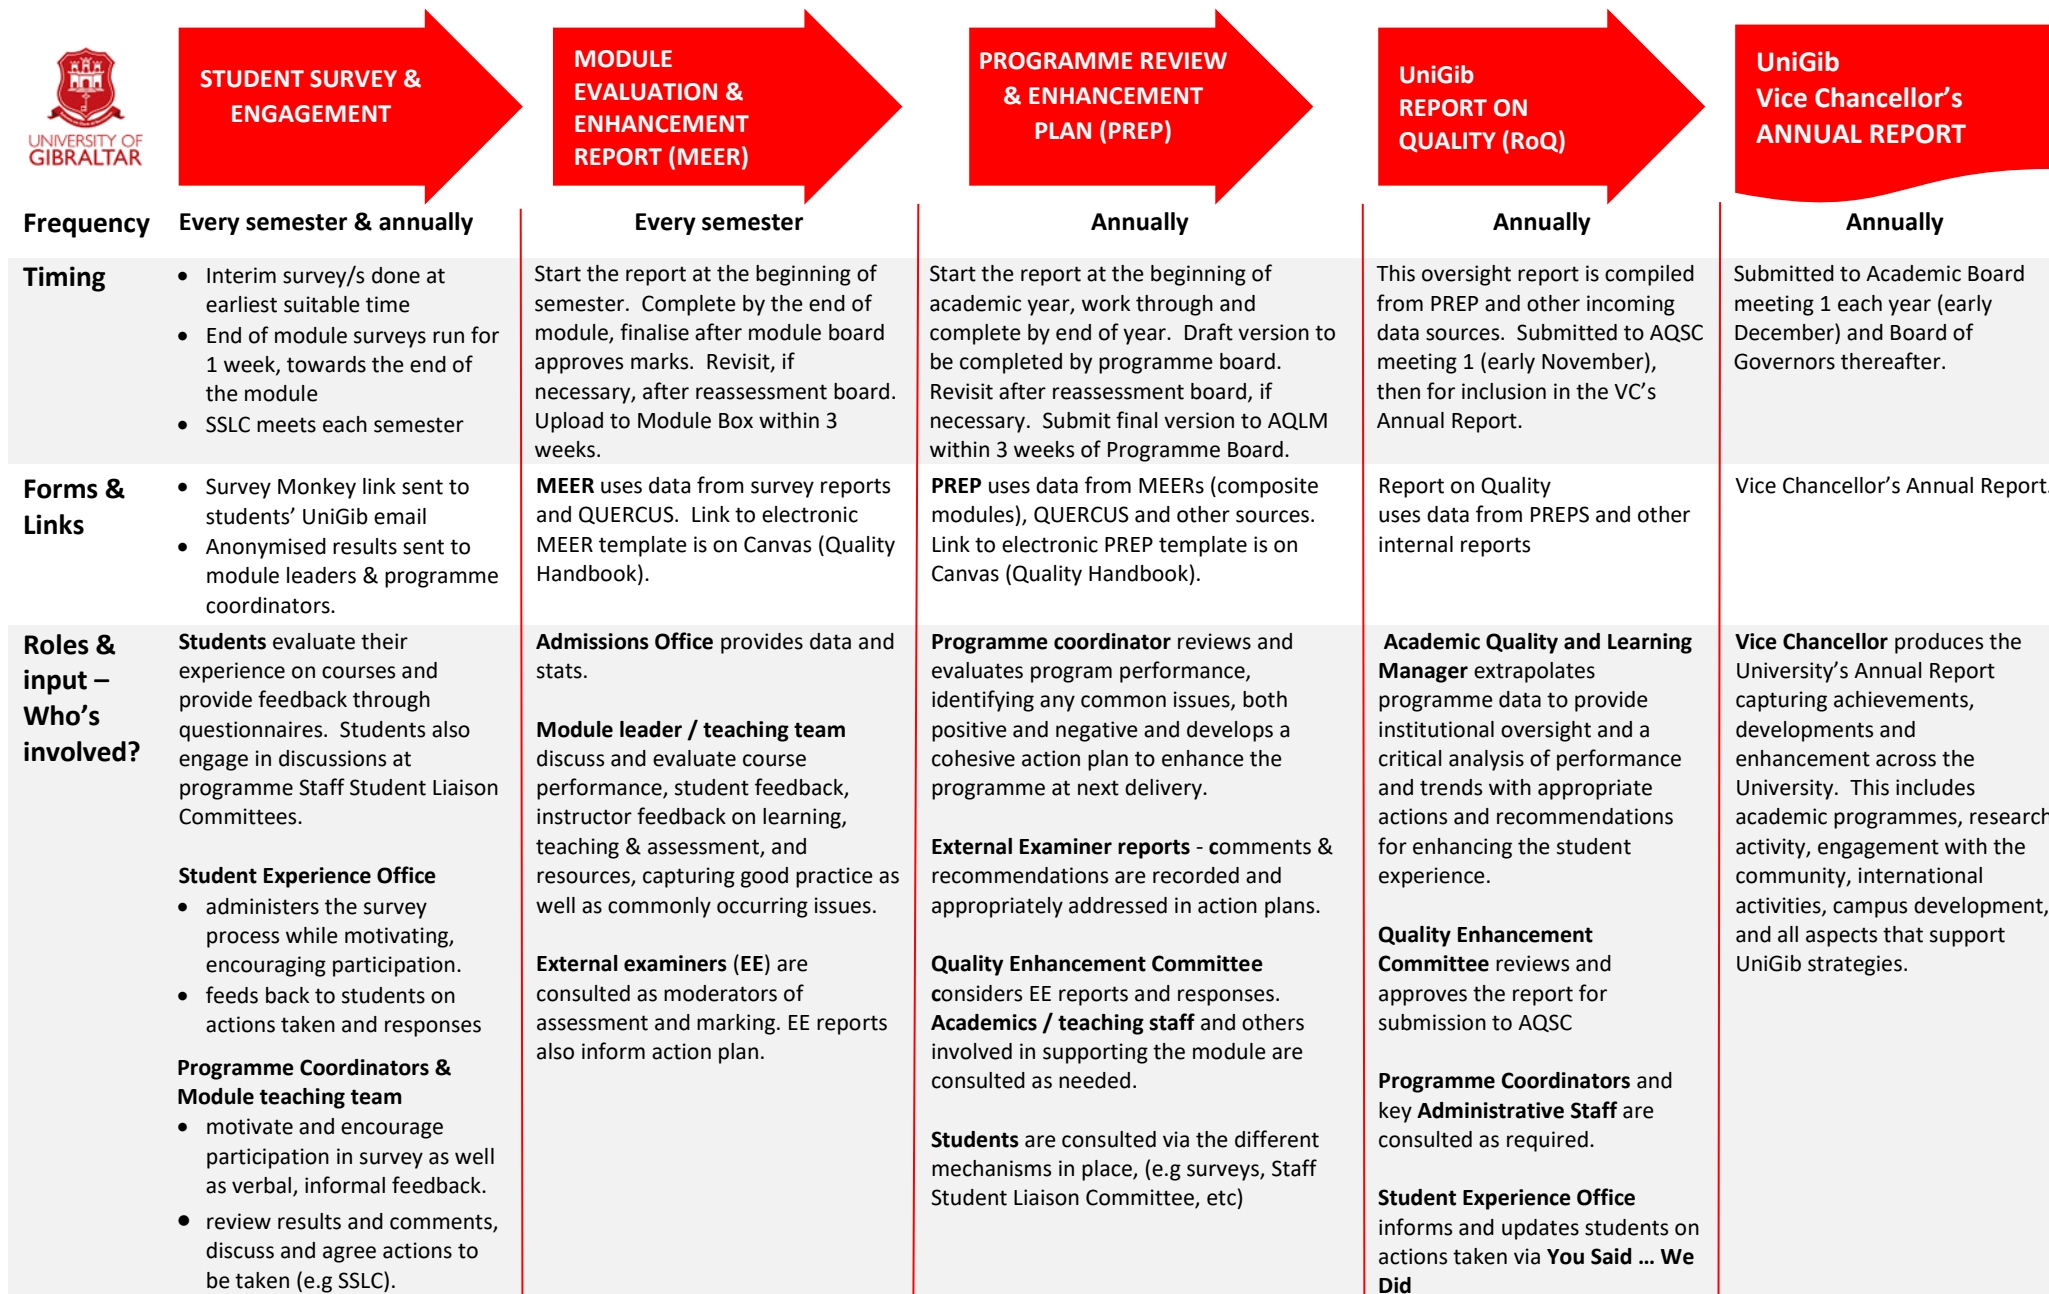 UNIVERSITY OF
GIBRALTAR
STUDENT SURVEY &
ENGAGEMENT
MODULE
EVALUATION &
ENHANCEMENT
REPORT (MEER)
PROGRAMME REVIEW
& ENHANCEMENT
PLAN (PREP)
UniGib
REPORT ON
QUALITY (RoQ)
UniGib
Vice Chancellor’s
ANNUAL REPORT
Frequency
Every semester & annually
Every semester
Annually
Annually
Annually
Timing
• Interim survey/s done at
earliest suitable time
• End of module surveys run for
1 week, towards the end of
the module
• SSLC meets each semester
Start the report at the beginning of
semester. Complete by the end of
module, finalise after module board
approves marks. Revisit, if
necessary, after reassessment board.
Upload to Module Box within 3
weeks.
Start the report at the beginning of
academic year, work through and
complete by end of year. Draft version to
be completed by programme board.
Revisit after reassessment board, if
necessary. Submit final version to AQLM
within 3 weeks of Programme Board.
This oversight report is compiled
from PREP and other incoming
data sources. Submitted to AQSC
meeting 1 (early November),
then for inclusion in the VC’s
Annual Report.
Submitted to Academic Board
meeting 1 each year (early
December) and Board of
Governors thereafter.
Forms &
Links
• Survey Monkey link sent to
students’ UniGib email
• Anonymised results sent to
module leaders & programme
coordinators.
MEER uses data from survey reports
and QUERCUS. Link to electronic
MEER template is on Canvas (Quality
Handbook).
PREP uses data from MEERs (composite
modules), QUERCUS and other sources.
Link to electronic PREP template is on
Canvas (Quality Handbook).
Report on Quality
uses data from PREPS and other
internal reports
Vice Chancellor’s Annual Report.
Roles &
input –
Who’s
involved?
Students evaluate their
experience on courses and
provide feedback through
questionnaires. Students also
engage in discussions at
programme Staff Student Liaison
Committees.
Student Experience Office
• administers the survey
process while motivating,
encouraging participation.
• feeds back to students on
actions taken and responses
Programme Coordinators &
Module teaching team
• motivate and encourage
participation in survey as well
as verbal, informal feedback.
• review results and comments,
discuss and agree actions to
be taken (e.g SSLC).
Admissions Office provides data and
stats.
Module leader / teaching team
discuss and evaluate course
performance, student feedback,
instructor feedback on learning,
teaching & assessment, and
resources, capturing good practice as
well as commonly occurring issues.
External examiners (EE) are
consulted as moderators of
assessment and marking. EE reports
also inform action plan.
Programme coordinator reviews and
evaluates program performance,
identifying any common issues, both
positive and negative and develops a
cohesive action plan to enhance the
programme at next delivery.
External Examiner reports - comments &
recommendations are recorded and
appropriately addressed in action plans.
Quality Enhancement Committee
considers EE reports and responses.
Academics / teaching staff and others
involved in supporting the module are
consulted as needed.
Students are consulted via the different
mechanisms in place, (e.g surveys, Staff
Student Liaison Committee, etc)
Academic Quality and Learning
Manager extrapolates
programme data to provide
institutional oversight and a
critical analysis of performance
and trends with appropriate
actions and recommendations
for enhancing the student
experience.
Quality Enhancement
Committee reviews and
approves the report for
submission to AQSC
Programme Coordinators and
key Administrative Staff are
consulted as required.
Student Experience Office
informs and updates students on
actions taken via You Said … We
Did
Vice Chancellor produces the
University’s Annual Report
capturing achievements,
developments and
enhancement across the
University. This includes
academic programmes, research
activity, engagement with the
community, international
activities, campus development,
and all aspects that support
UniGib strategies.